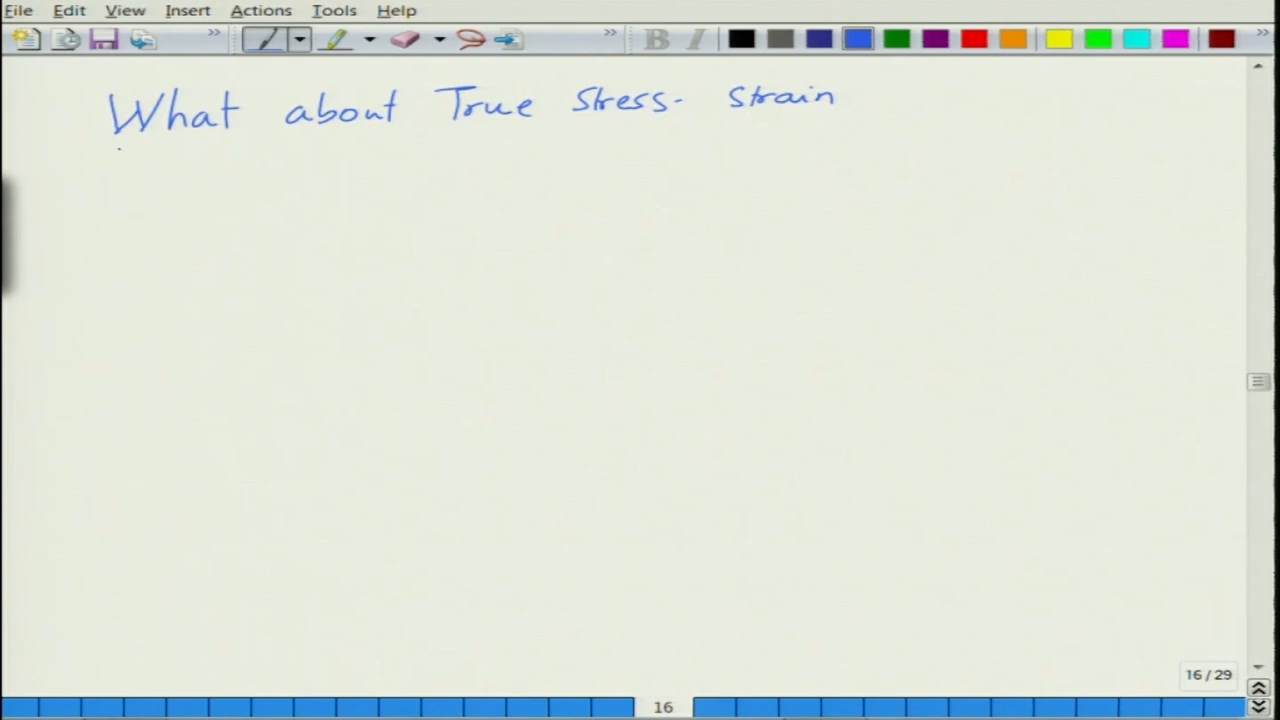 File Edit View Insert Actions Tools Help
B I
What about True Stress- Strain
16 / 29
16